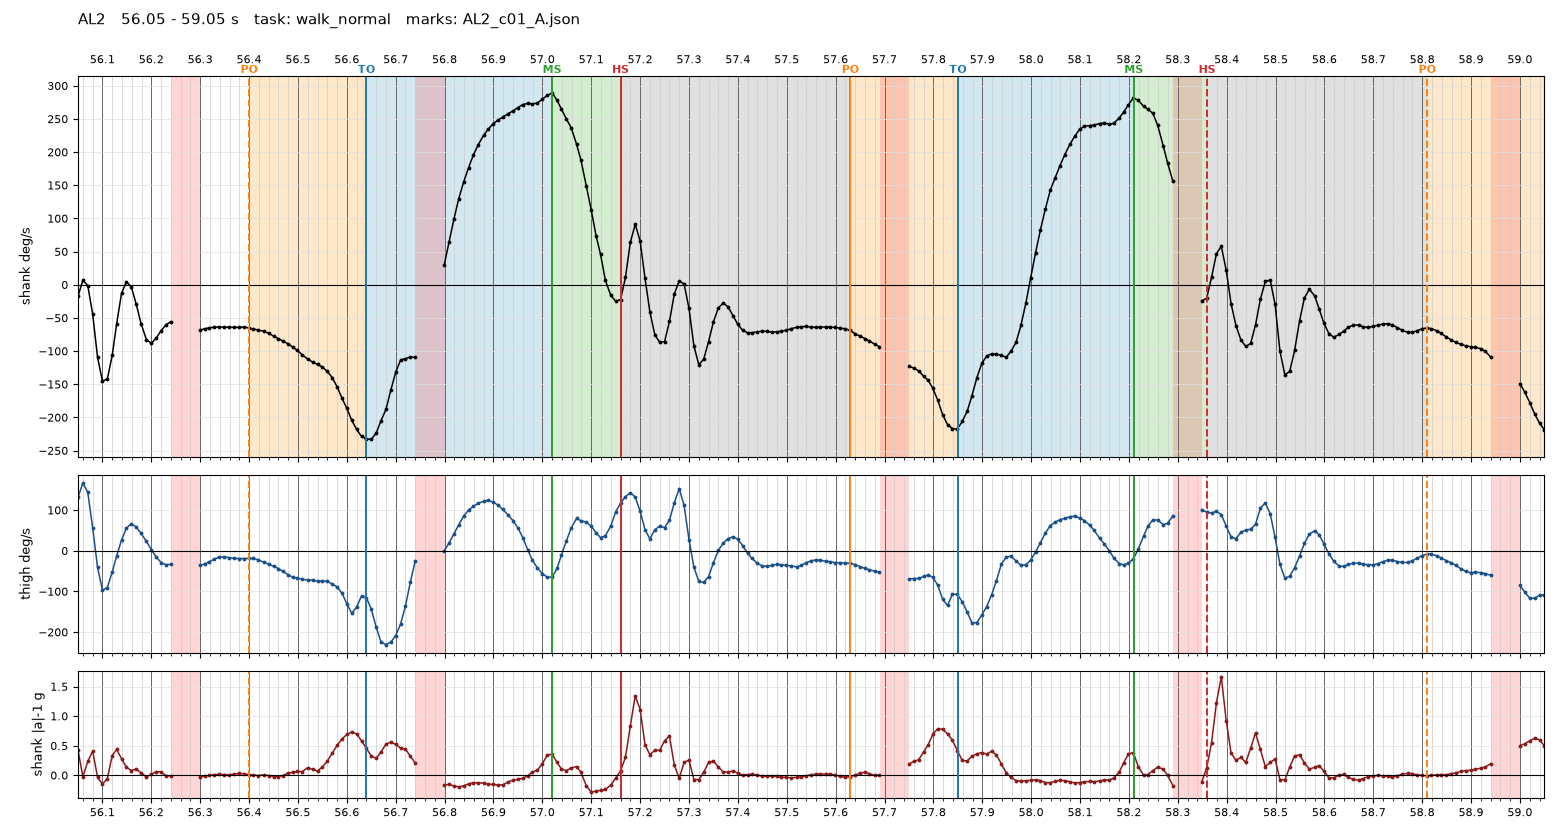 AL2 56.05 - 59.05 s task: walk_normal marks: AL2_c01_A.json
56.1 56.2 56.3 56.4 56.5 56.6 56.7 56.8 56.9 57.0 57.1 57.2 57.3 57.4 57.5 57.6 57.7 57.8 57.9 58.0 58.1 58.2 58.3 58.4 58.5 58.6 58.7 58.8 58.9 59.0
PO TO MS HS PO TO MS HS PO
300
250
200
150
100
50
0
−50
−100
−150
−200
−250
shank deg/s
100
0
−100
−200
thigh deg/s
1.5
1.0
0.5
0.0
shank |a|-1 g
56.1 56.2 56.3 56.4 56.5 56.6 56.7 56.8 56.9 57.0 57.1 57.2 57.3 57.4 57.5 57.6 57.7 57.8 57.9 58.0 58.1 58.2 58.3 58.4 58.5 58.6 58.7 58.8 58.9 59.0